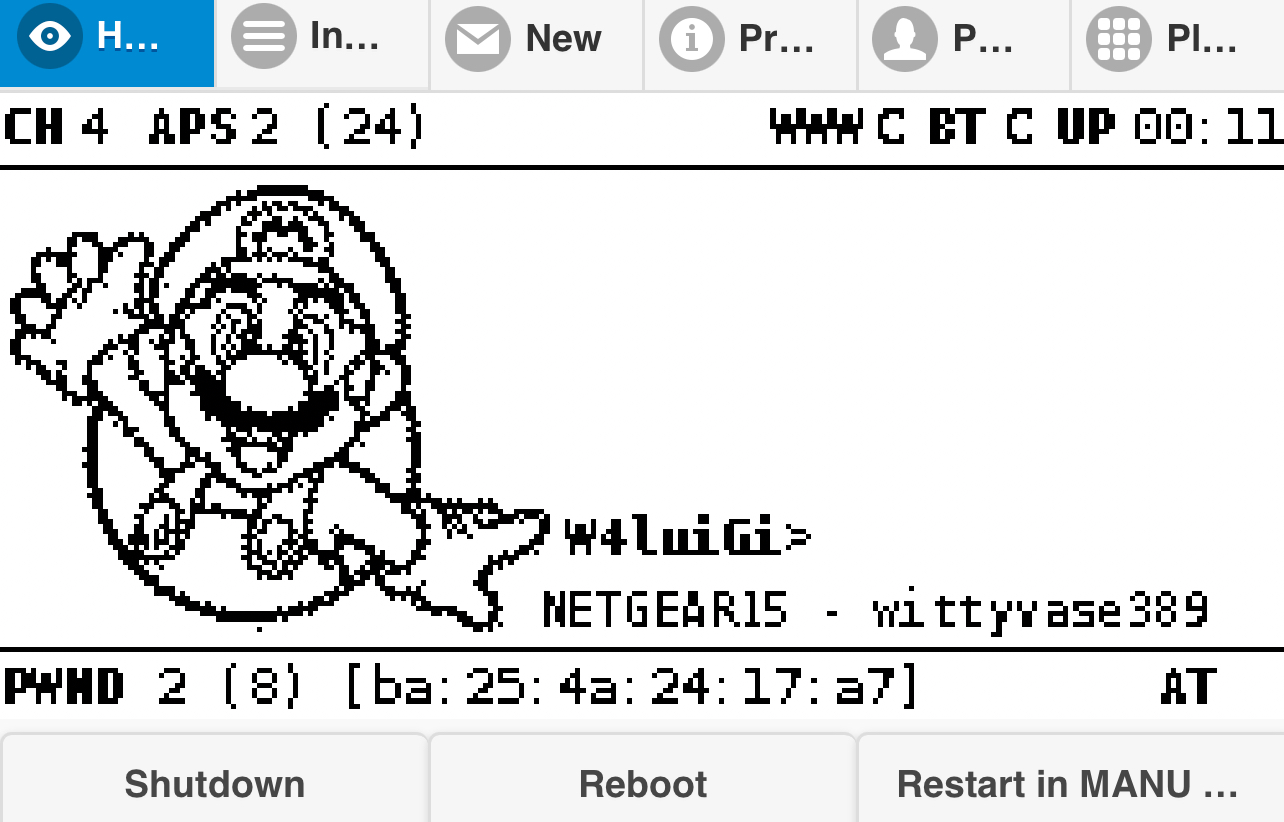 H… In… New Pr… P… Pl…
CH 4 APS 2 (24) WWW C BT C UP 00:11
W4luiGi>
NETGEAR15 - wittyvase389
PWND 2 (8) [ba:25:4a:24:17:a7] AT
Shutdown Reboot Restart in MANU …